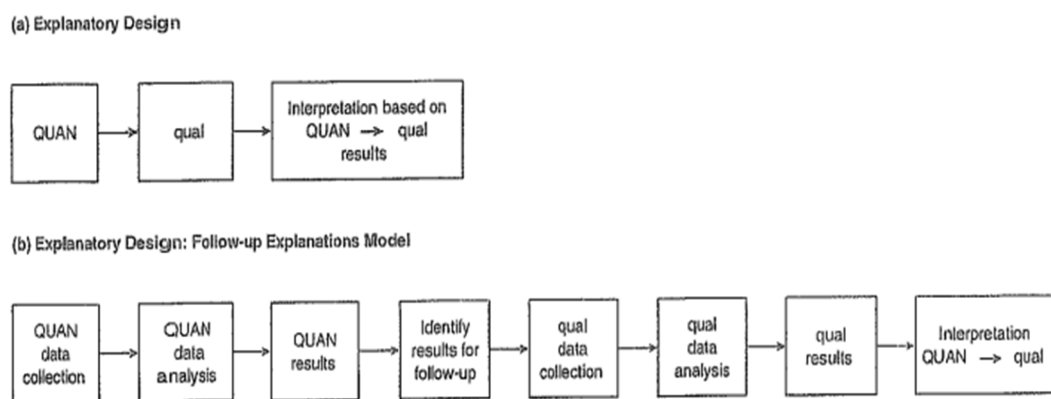 (a) Explanatory Design
QUAN
qual
Interpretation based on
QUAN → qual
results
(b) Explanatory Design: Follow-up Explanations Model
QUAN
data
collection
QUAN
data
analysis
QUAN
results
Identify
results for
follow-up
qual
data
collection
qual
data
analysis
qual
results
Interpretation
QUAN → qual